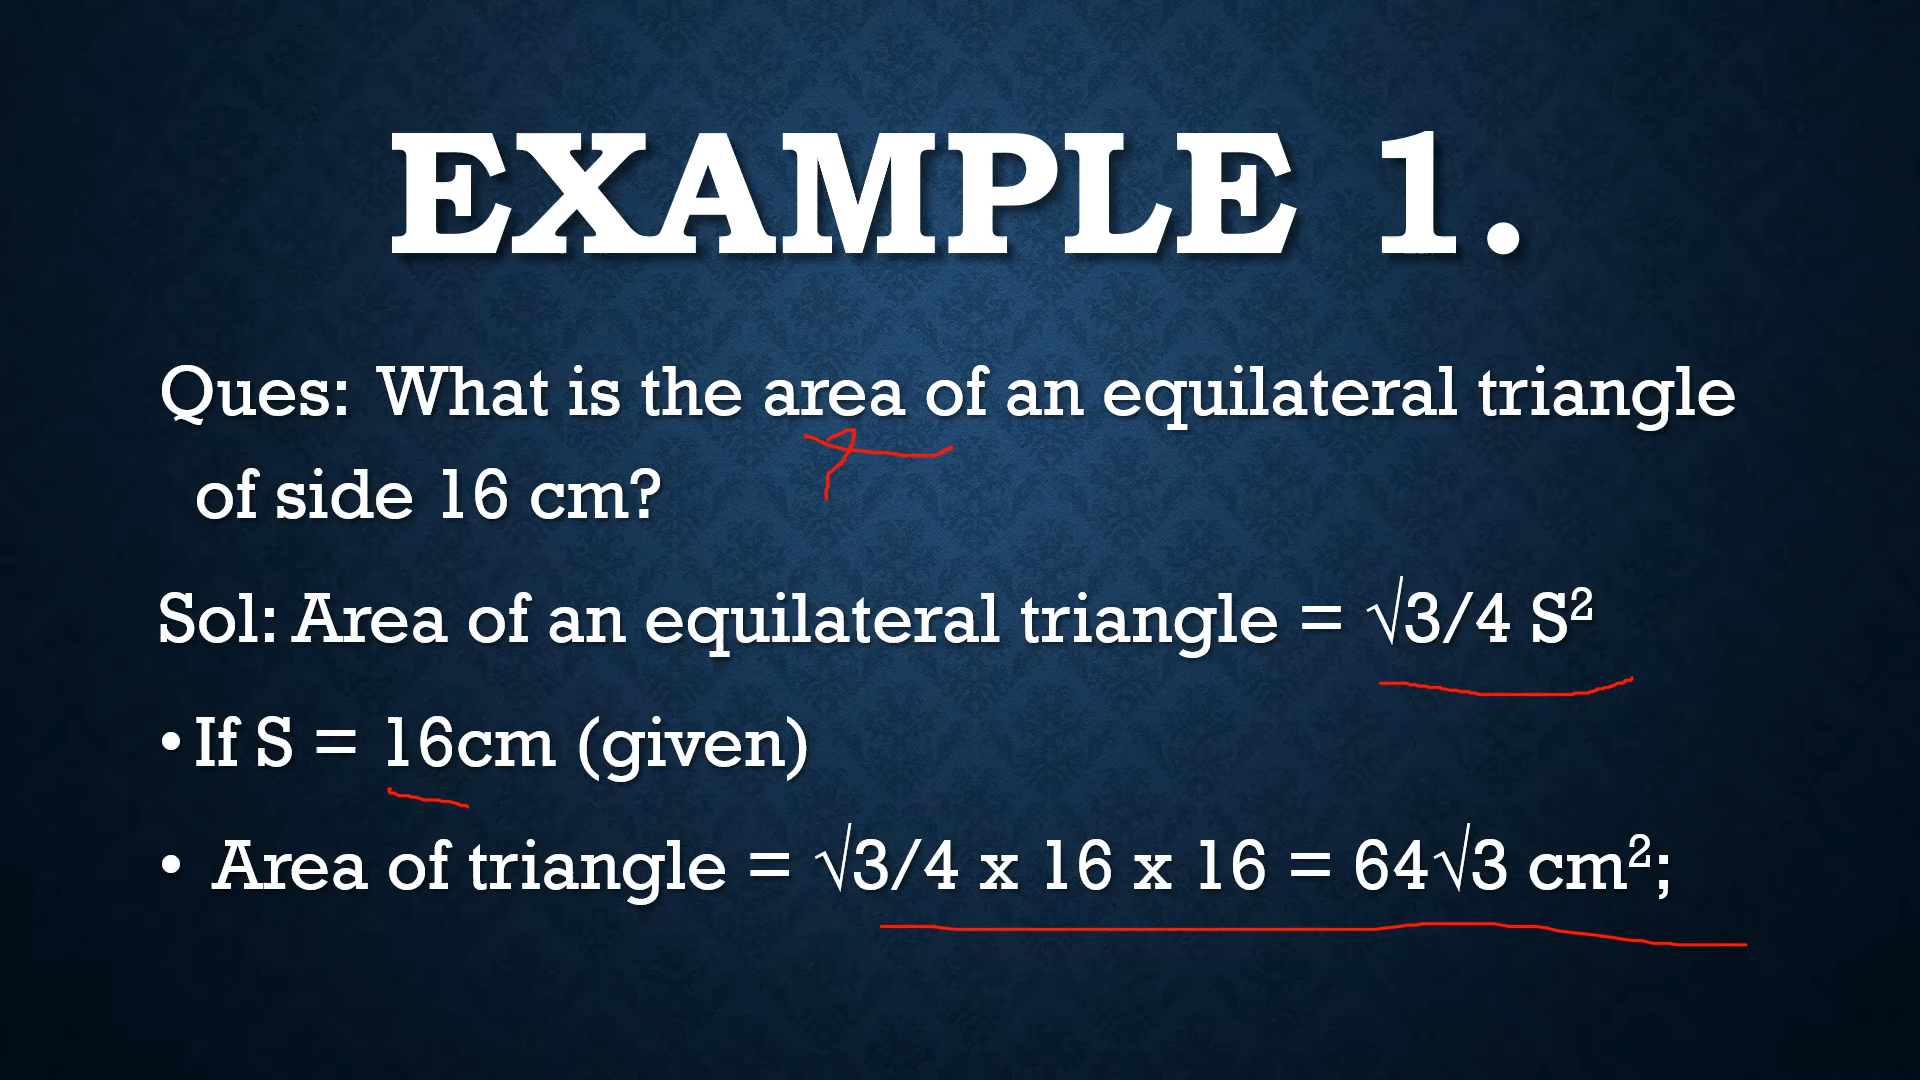 EXAMPLE 1.
Ques: What is the area of an equilateral triangle
of side 16 cm?
Sol: Area of an equilateral triangle = √3/4 S²
• If S = 16cm (given)
• Area of triangle = √3/4 x 16 x 16 = 64√3 cm²;